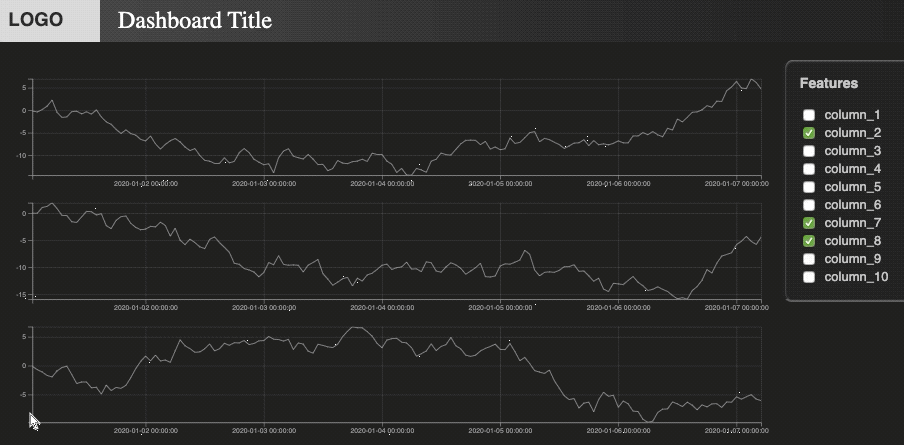 LOGO Dashboard Title
Features
column_1
column_2
column_3
column_4
column_5
column_6
column_7
column_8
column_9
column_10
5
0
-5
-10
2020-01-02 00:00:00 2020-01-03 00:00:00 2020-01-04 00:00:00 2020-01-05 00:00:00 2020-01-06 00:00:00 2020-01-07 00:00:00
0
-5
-10
-15
2020-01-02 00:00:00 2020-01-03 00:00:00 2020-01-04 00:00:00 2020-01-05 00:00:00 2020-01-06 00:00:00 2020-01-07 00:00:00
5
0
-5
2020-01-02 00:00:00 2020-01-03 00:00:00 2020-01-04 00:00:00 2020-01-05 00:00:00 2020-01-06 00:00:00 2020-01-07 00:00:00